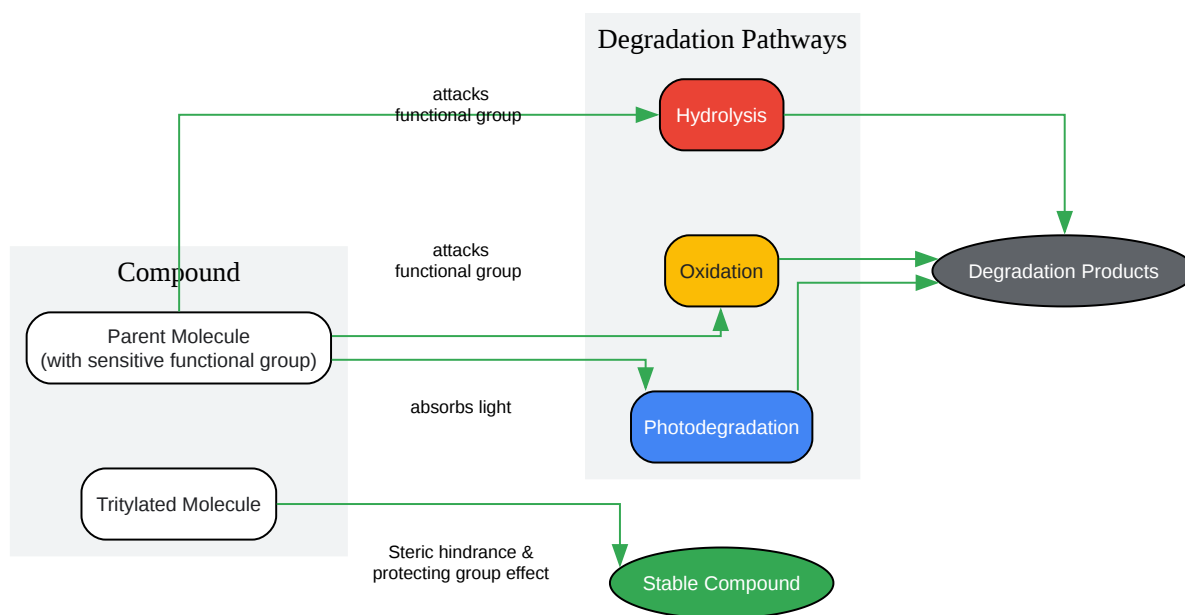 Degradation Pathways
attacks
functional group
Hydrolysis
attacks
functional group
Oxidation
Degradation Products
Compound
Parent Molecule
(with sensitive functional group)
absorbs light
Photodegradation
Tritylated Molecule
Steric hindrance &
protecting group effect
Stable Compound